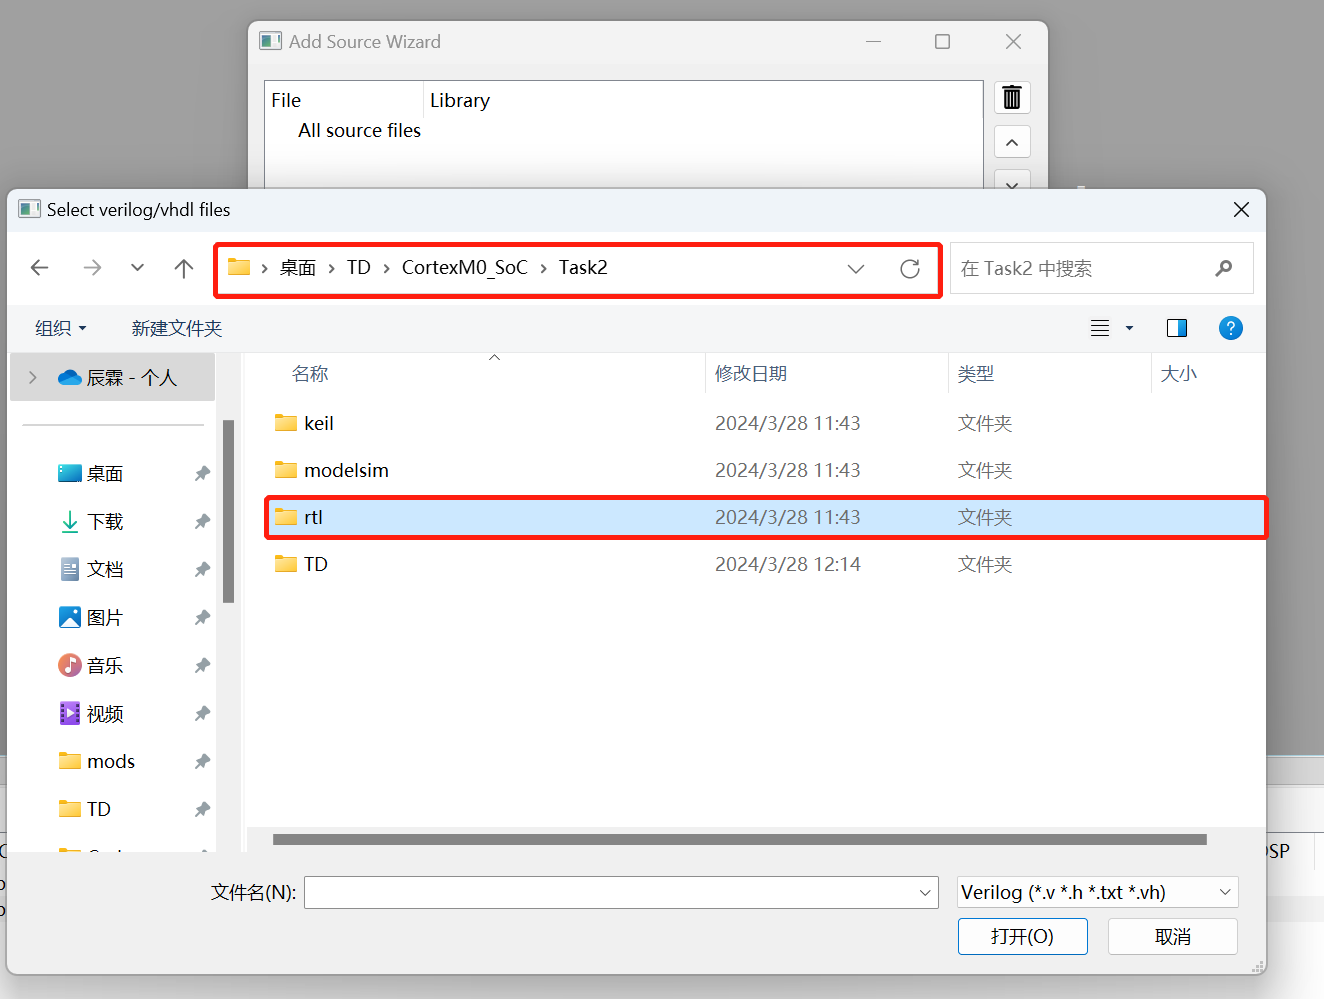 Add Source Wizard
File Library
All source files
Select verilog/vhdl files
桌面 TD CortexM0_SoC Task2
在 Task2 中搜索
组织 新建文件夹
辰霖 - 个人
名称 修改日期 类型 大小
keil 2024/3/28 11:43 文件夹
modelsim 2024/3/28 11:43 文件夹
rtl 2024/3/28 11:43 文件夹
TD 2024/3/28 12:14 文件夹
桌面
下载
文档
图片
音乐
视频
mods
TD
文件名(N):
Verilog (*.v *.h *.txt *.vh)
打开(O) 取消